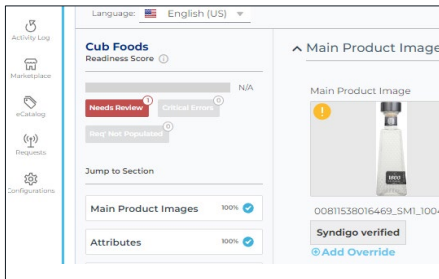 Language: English (US)
Activity Log
Marketplace
eCatalog
Requests
Configurations
Cub Foods
Readiness Score
N/A
Needs Review 1
Critical Errors 0
Req' Not Populated 0
Jump to Section
Main Product Images 100%
Attributes 100%
Main Product Image
Main Product Image
1800
00811538016469_SM1_1004
Syndigo verified
Add Override